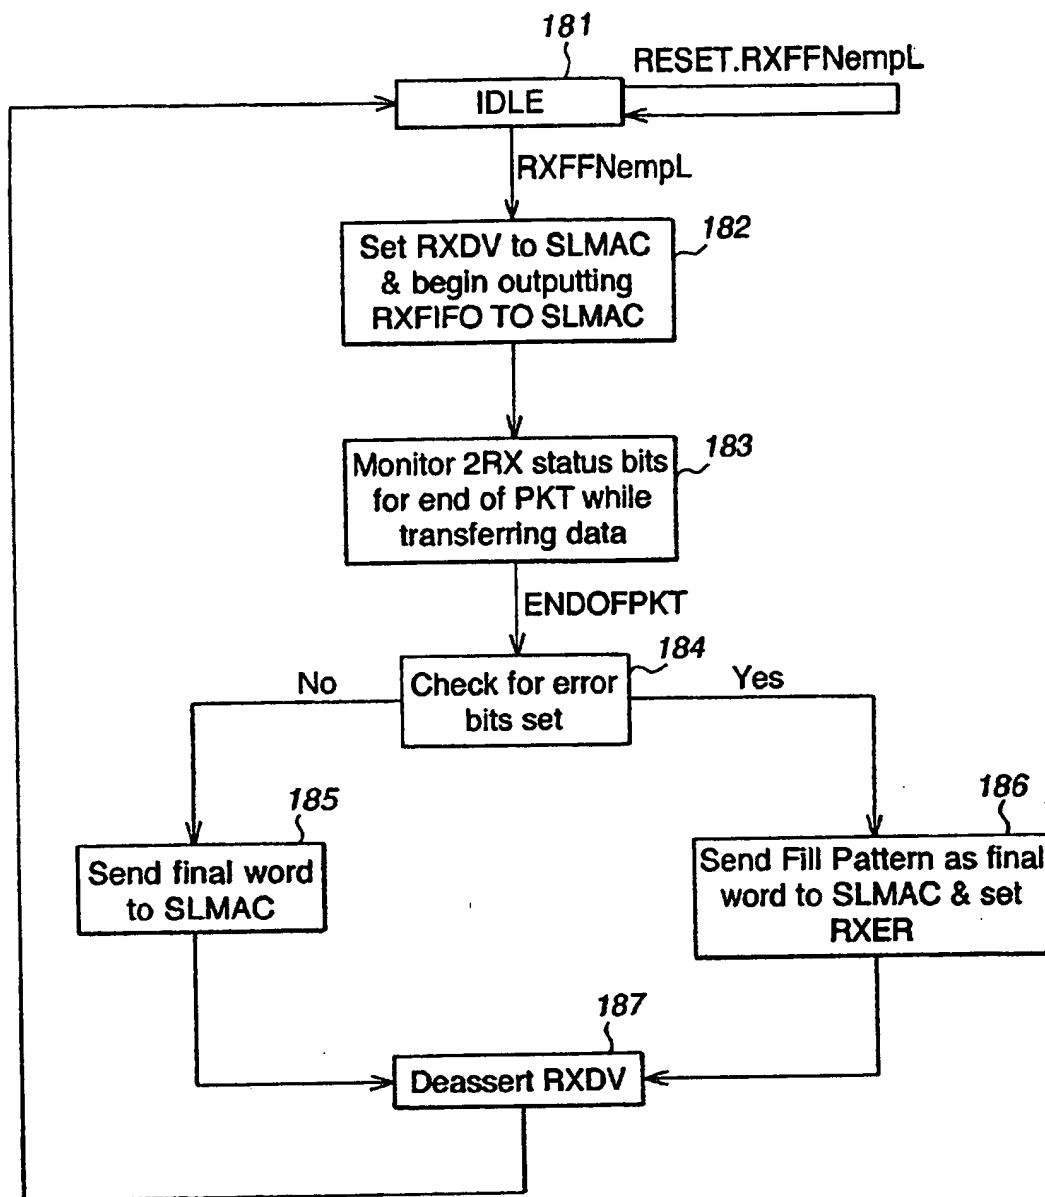 181
RESET.RXFFNempL
IDLE
RXFFNempL
182
Set RXDV to SLMAC
& begin outputting
RXFIFO TO SLMAC
183
Monitor 2RX status bits
for end of PKT while
transferring data
ENDOFPKT
184
No
Check for error
bits set
Yes
185
Send final word
to SLMAC
186
Send Fill Pattern as final
word to SLMAC & set
RXER
187
Deassert RXDV